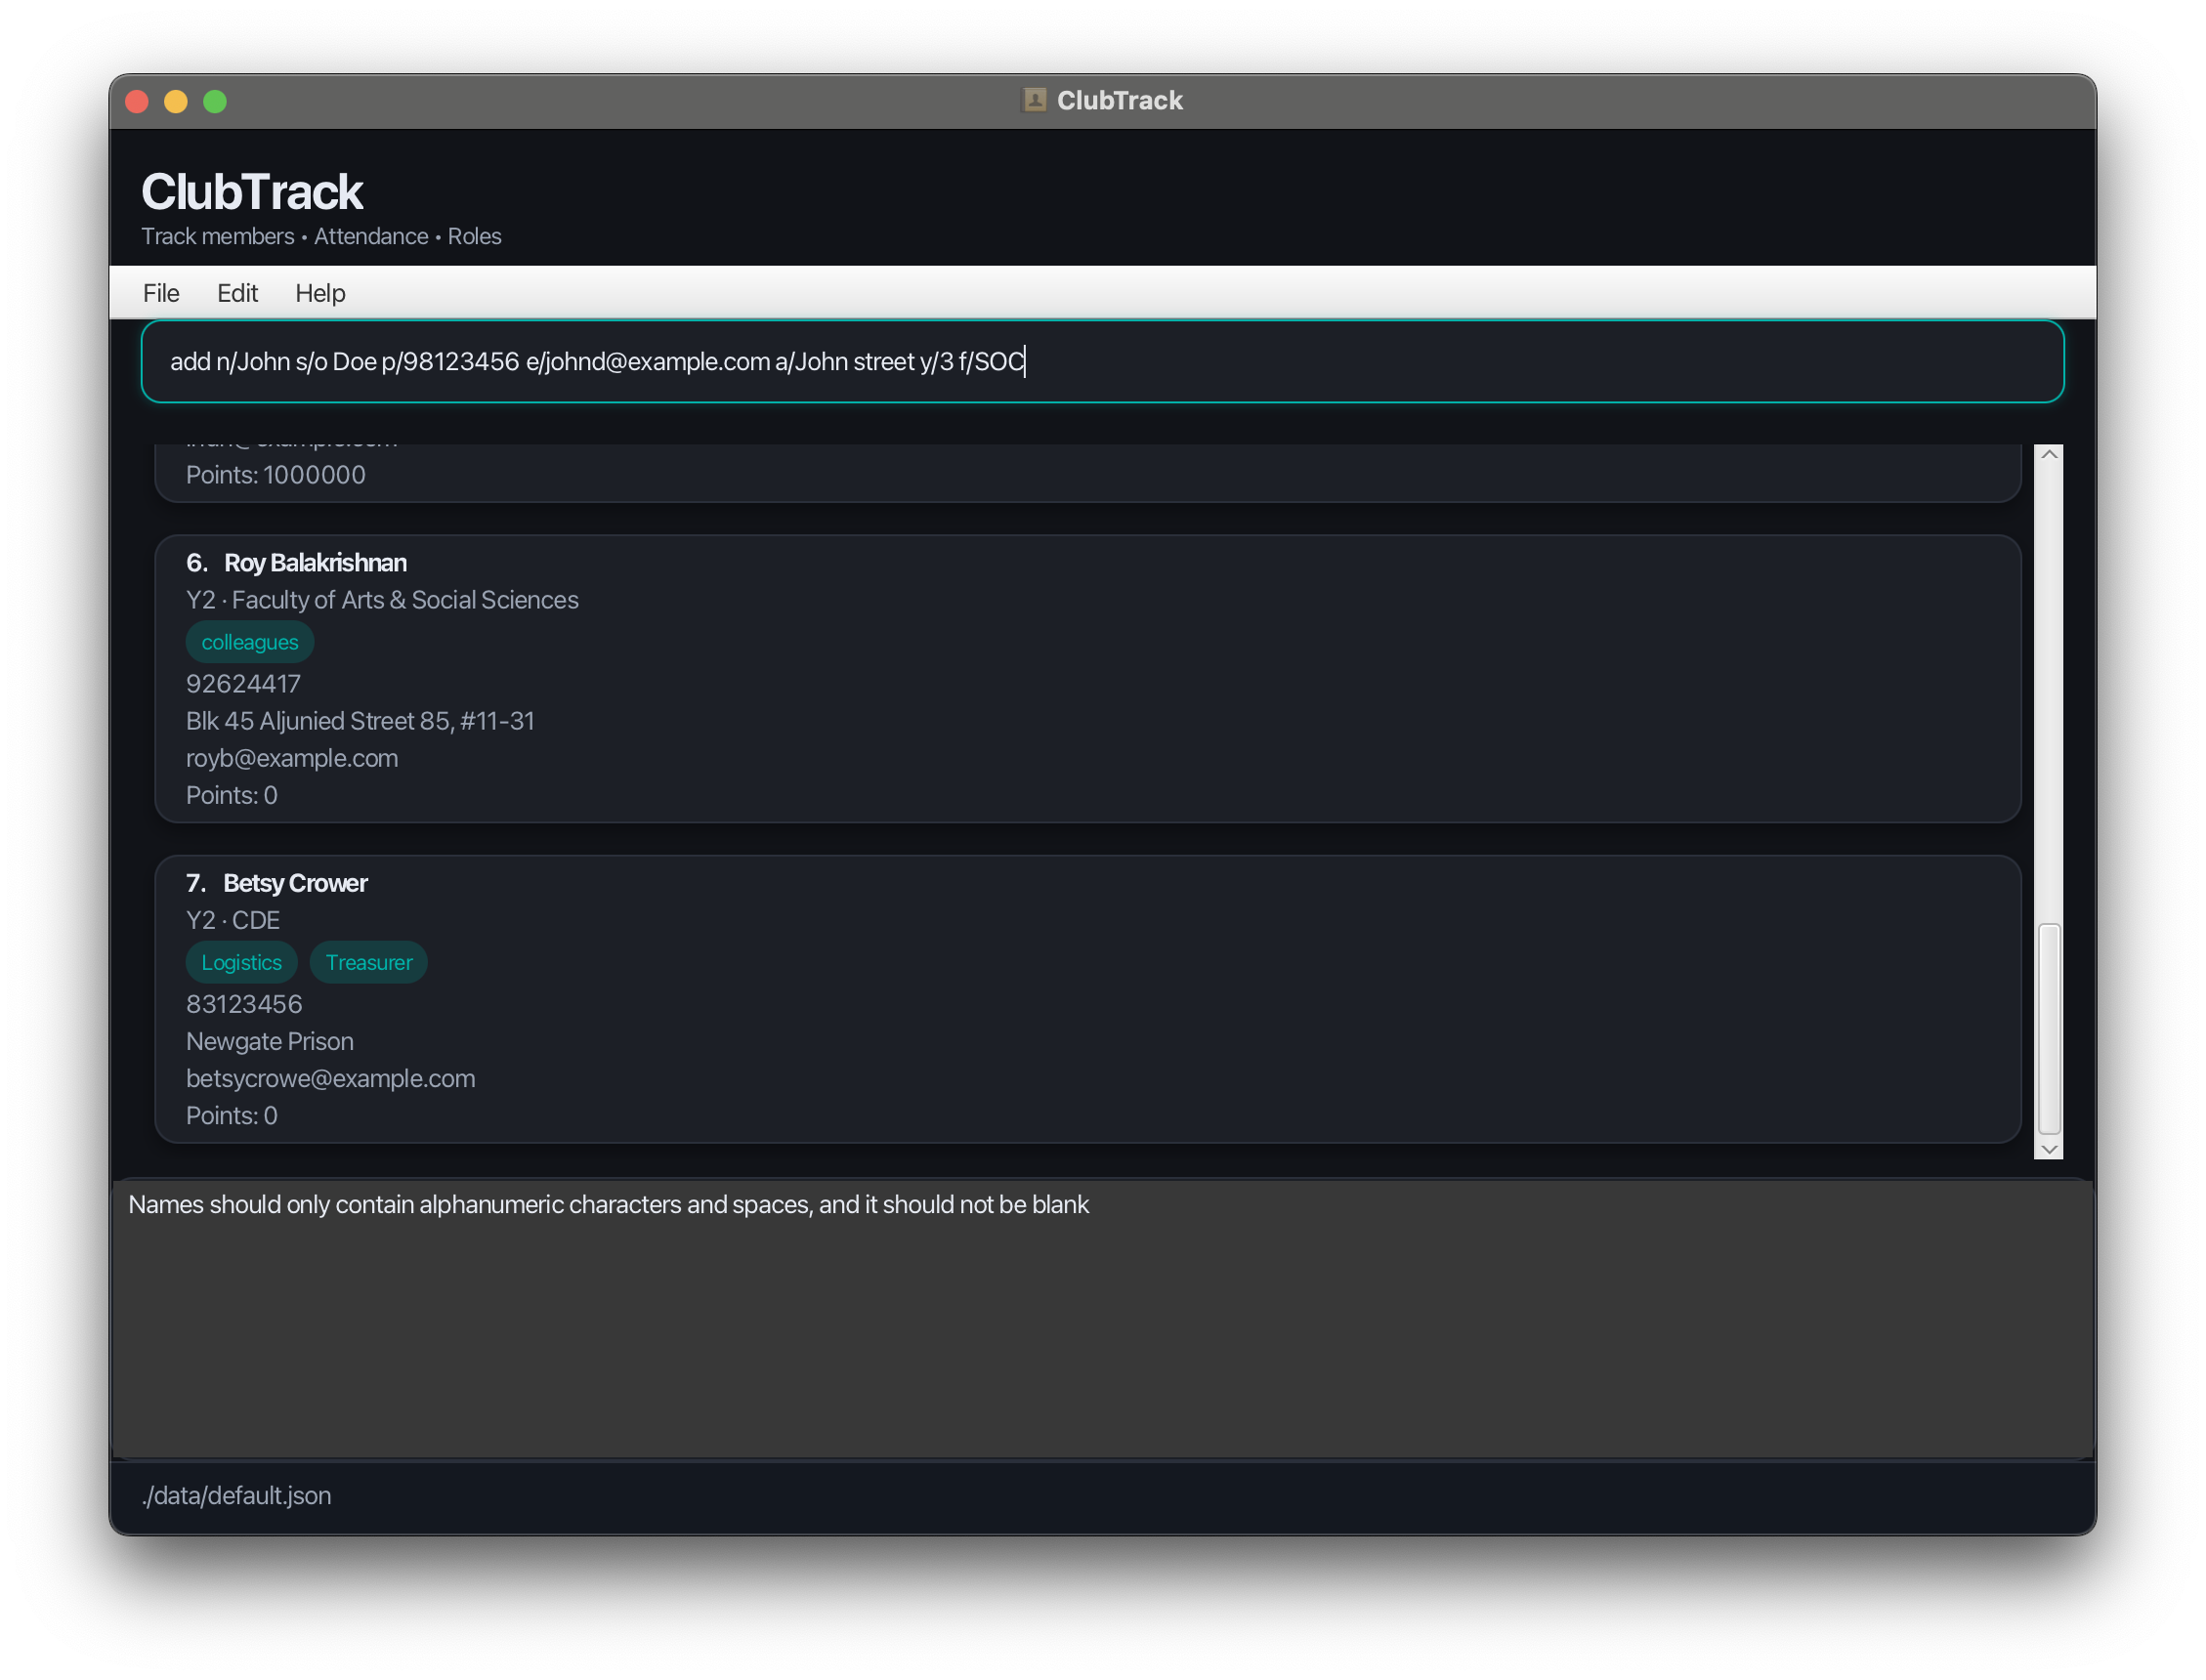 ClubTrack
ClubTrack
Track members • Attendance • Roles
File Edit Help
add n/John s/o Doe p/98123456 e/johnd@example.com a/John street y/3 f/SOC
Points: 1000000
6. Roy Balakrishnan
Y2 · Faculty of Arts & Social Sciences
colleagues
92624417
Blk 45 Aljunied Street 85, #11-31
royb@example.com
Points: 0
7. Betsy Crower
Y2 · CDE
Logistics Treasurer
83123456
Newgate Prison
betsycrowe@example.com
Points: 0
Names should only contain alphanumeric characters and spaces, and it should not be blank
./data/default.json